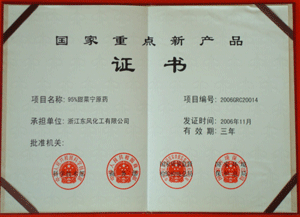 国家重点新产品
证书
项目名称：95%甜菜宁原药
项目编号：2006GRC20014
承担单位：浙江东风化工有限公司
发证时间：2006年11月
有效期：三年
批准机关：